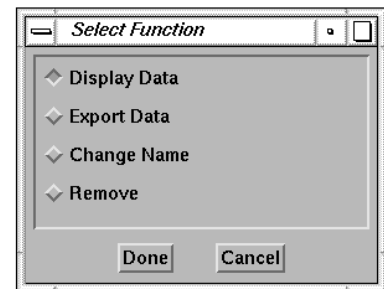 Select Function
Display Data
Export Data
Change Name
Remove
Done Cancel